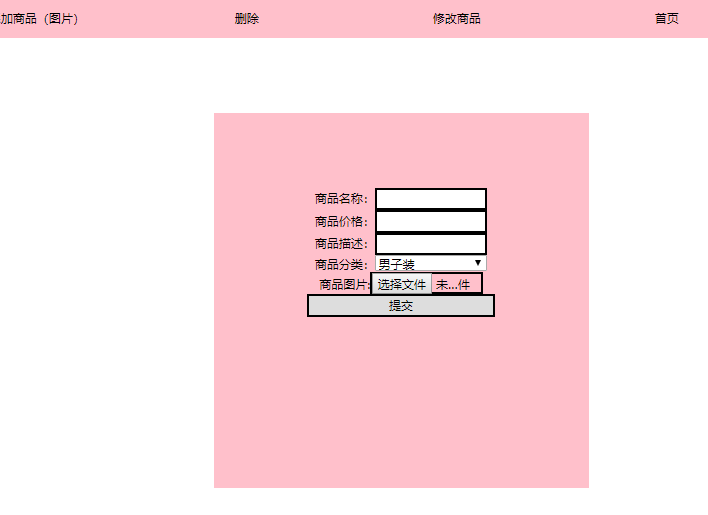 加商品（图片） 删除 修改商品 首页
商品名称:
商品价格:
商品描述:
商品分类: 男子装
商品图片: 选择文件 未...件
提交